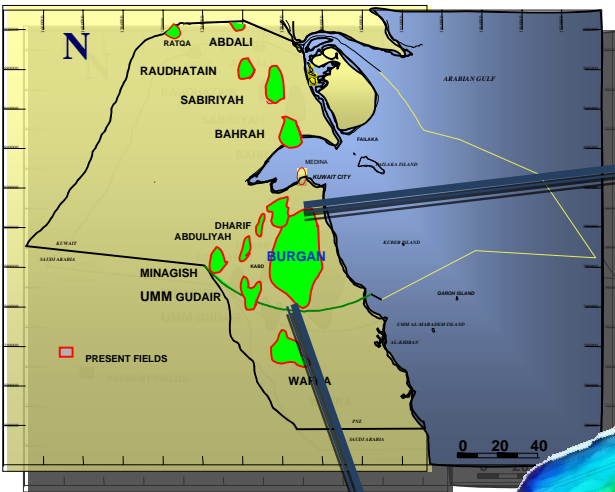 N
RATQA
ABDALI
RAUDHATAIN
SABIRIYAH
BAHRAH
ARABIAN GULF
FAILAKA
FAILAKA ISLAND
MEDINA
KUWAIT CITY
DHARIF
ABDULIYAH
KABD
BURGAN
MINAGISH
UMM GUDAIR
KUWAIT
SAUDI ARABIA
KUBER ISLAND
QAROH ISLAND
UMM AL-MARADEM ISLAND
AL-KHIRAN
PRESENT FIELDS
WAFRA
PNZ
SAUDI ARABIA
0 20 40